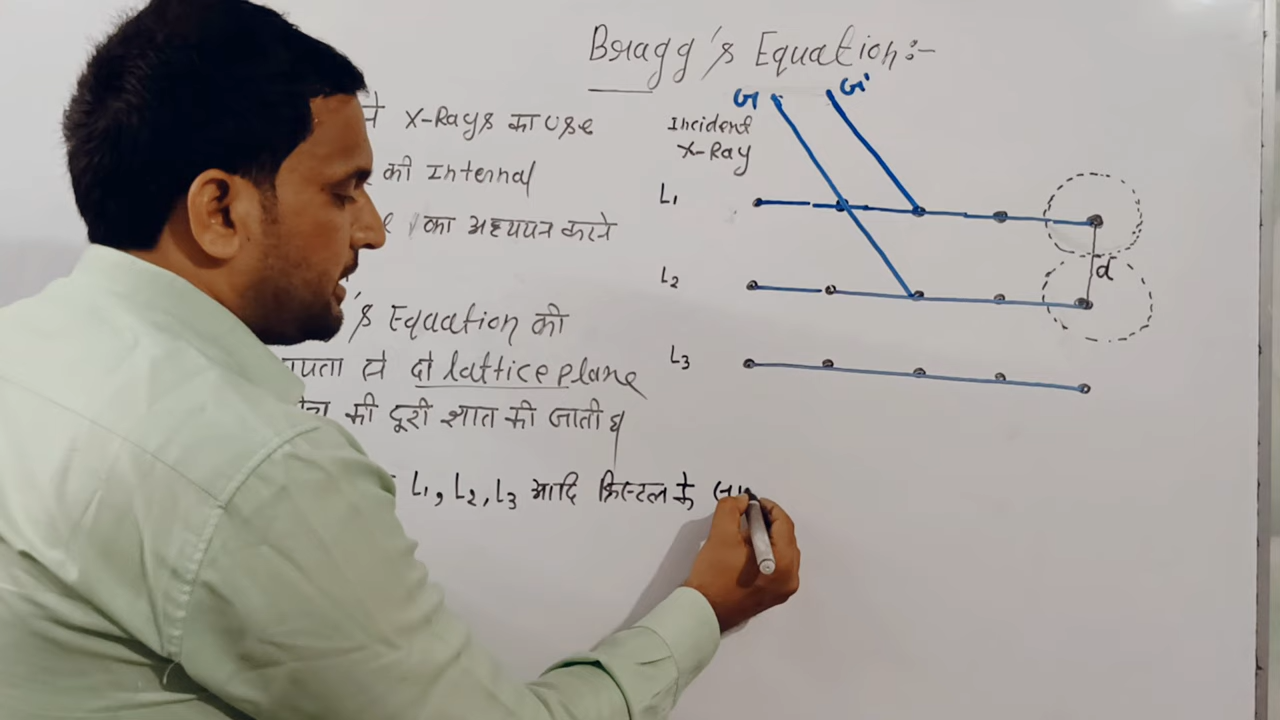 Bragg's Equation:-
ने X-Rays का use
की Internal
का अध्ययन करने
's Equation की
से दो lattice plane
की दूरी ज्ञात की जाती है।
L₁, L₂, L₃ आदि क्रिस्टल के
G G'
Incident
X-Ray
L₁
d
L₂
L₃